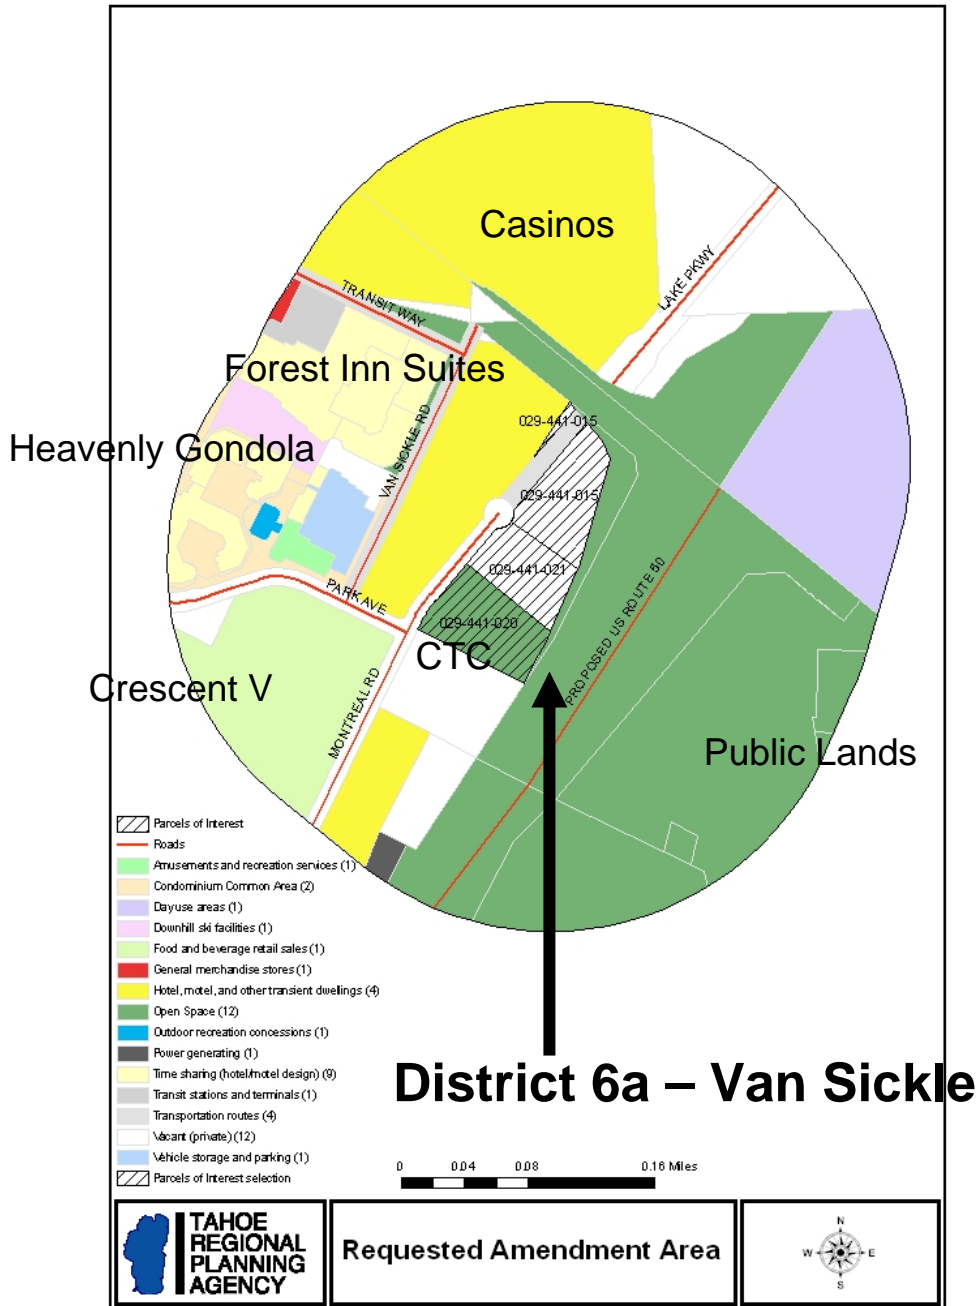 Casinos
LAKE PKWY
TRANSIT WAY
Forest Inn Suites
029-441-015
VAN SICKLE RD
Heavenly Gondola
029-441-015
029-441-021
PROPOSED US ROUTE 50
PARK AVE
029-441-020
CTC
Crescent V
MONTREAL RD
Public Lands
Parcels of Interest
Roads
Amusements and recreation services (1)
Condominium Common Area (2)
Day use areas (1)
Downhill ski facilities (1)
Food and beverage retail sales (1)
General merchandise stores (1)
Hotel, motel, and other transient dwellings (4)
Open Space (12)
Outdoor recreation concessions (1)
Power generating (1)
Time sharing (hotel/motel design) (9)
Transit stations and terminals (1)
Transportation routes (4)
Vacant (private) (12)
Vehicle storage and parking (1)
Parcels of Interest selection
District 6a – Van Sickle
0 0.04 0.08 0.16 Miles
TAHOE
REGIONAL
PLANNING
AGENCY
Requested Amendment Area
N
W E
S